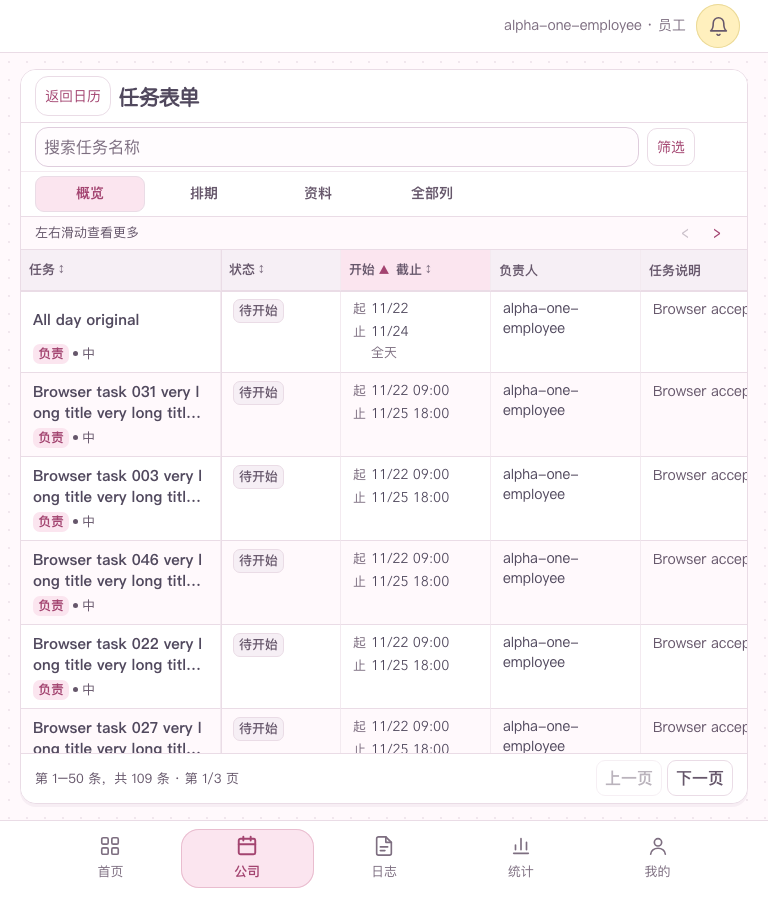 alpha-one-employee · 员工
返回日历 任务表单
搜索任务名称 筛选
概览 排期 资料 全部列
左右滑动查看更多 < >
任务 ↕ 状态 ↕ 开始 ▲ 截止 ↕ 负责人 任务说明
All day original
负责 • 中
待开始
起 11/22
止 11/24
全天
alpha-one-
employee
Browser accep
Browser task 031 very l
ong title very long titl...
负责 • 中
待开始
起 11/22 09:00
止 11/25 18:00
alpha-one-
employee
Browser accep
Browser task 003 very l
ong title very long titl...
负责 • 中
待开始
起 11/22 09:00
止 11/25 18:00
alpha-one-
employee
Browser accep
Browser task 046 very l
ong title very long titl...
负责 • 中
待开始
起 11/22 09:00
止 11/25 18:00
alpha-one-
employee
Browser accep
Browser task 022 very l
ong title very long titl...
负责 • 中
待开始
起 11/22 09:00
止 11/25 18:00
alpha-one-
employee
Browser accep
Browser task 027 very l
ong title very long titl...
待开始
起 11/22 09:00
止 11/25 18:00
alpha-one-
employee
Browser accep
第 1—50 条，共 109 条 · 第 1/3 页 上一页 下一页
首页 公司 日志 统计 我的